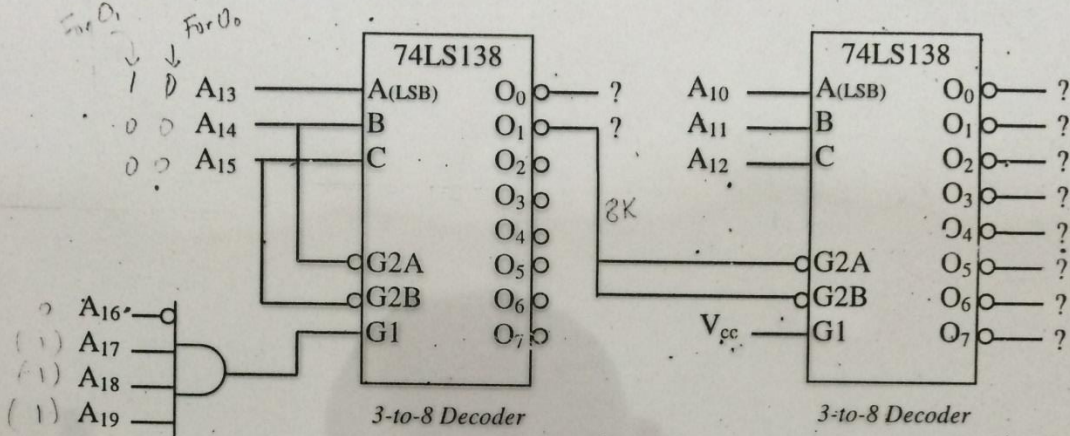 For O₁ For O₀
74LS138 74LS138
1 0 A₁₃ A(LSB) O₀ ? A₁₀ A(LSB) O₀ ?
0 0 A₁₄ B O₁ ? A₁₁ B O₁ ?
0 0 A₁₅ C O₂ A₁₂ C O₂ ?
O₃ 8K O₃ ?
O₄ O₄ ?
G2A O₅ G2A O₅ ?
0 A₁₆ G2B O₆ G2B O₆ ?
(1) A₁₇ G1 O₇ Vcc G1 O₇ ?
(1) A₁₈
(1) A₁₉ 3-to-8 Decoder 3-to-8 Decoder